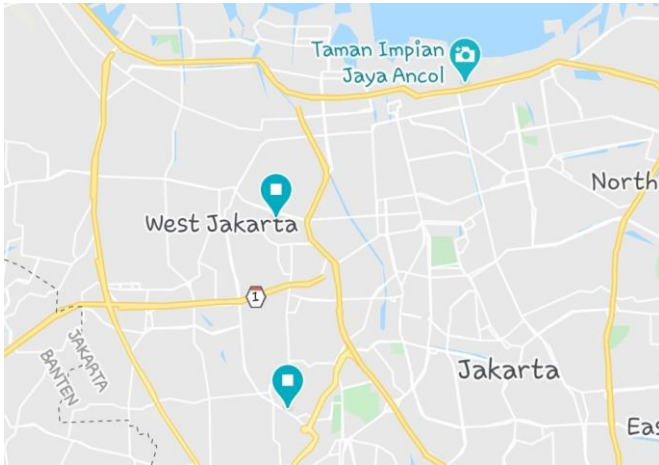 Taman Impian
Jaya Ancol
North
West Jakarta
1
JAKARTA
BANTEN
Jakarta
Eas